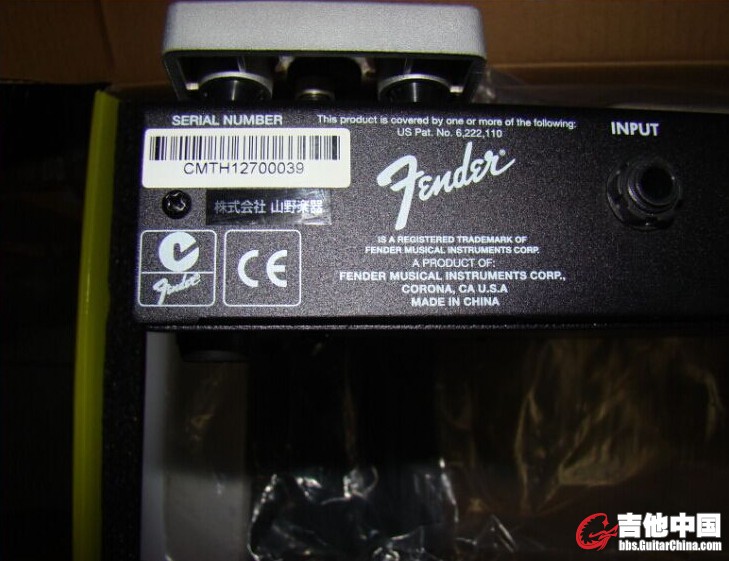 SERIAL NUMBER
CMTH12700039
株式会社 山野楽器
This product is covered by one or more of the following:
US Pat. No. 6,222,110
Fender®
IS A REGISTERED TRADEMARK OF
FENDER MUSICAL INSTRUMENTS CORP.
A PRODUCT OF:
FENDER MUSICAL INSTRUMENTS CORP.,
CORONA, CA U.S.A
MADE IN CHINA
INPUT
Fender
CE
吉他中国
bbs.GuitarChina.com